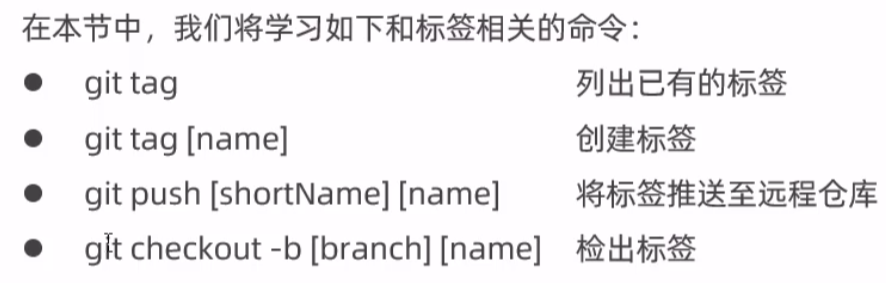 在本节中，我们将学习如下和标签相关的命令：
● git tag 列出已有的标签
● git tag [name] 创建标签
● git push [shortName] [name] 将标签推送至远程仓库
● git checkout -b [branch] [name] 检出标签